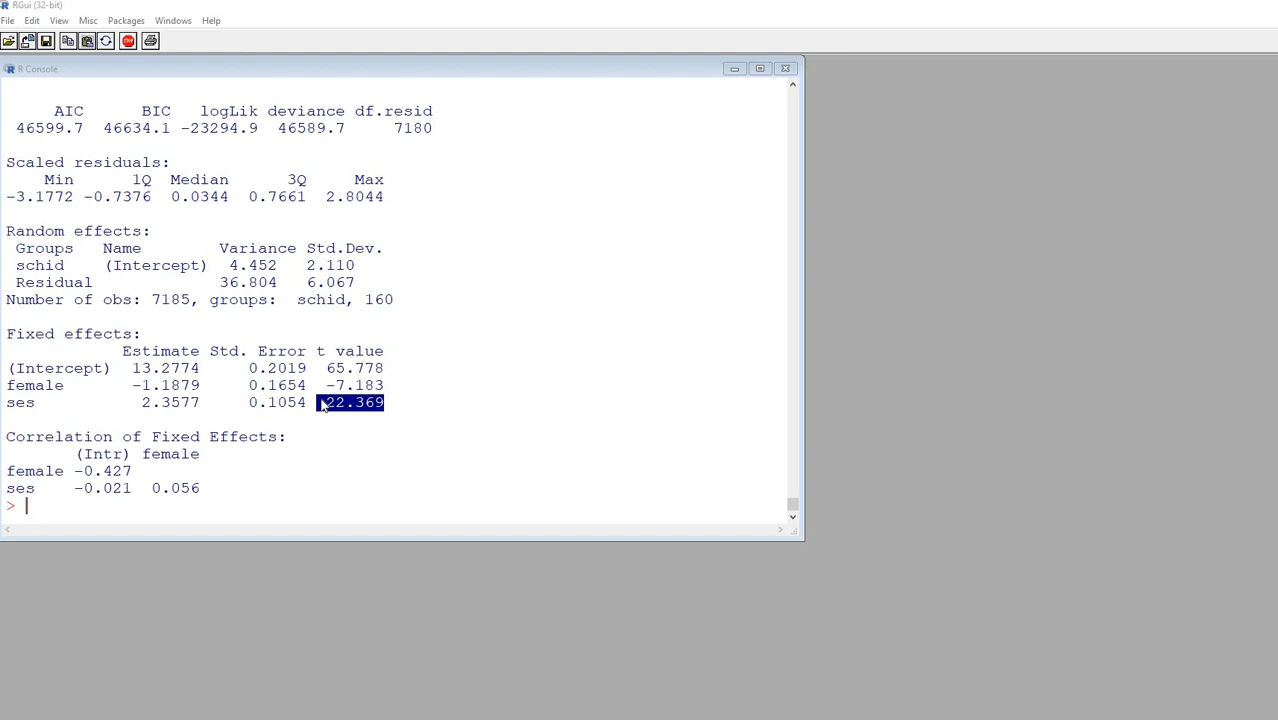 RGui (32-bit)
File Edit View Misc Packages Windows Help
R Console
AIC BIC logLik deviance df.resid
46599.7 46634.1 -23294.9 46589.7 7180
Scaled residuals:
Min 1Q Median 3Q Max
-3.1772 -0.7376 0.0344 0.7661 2.8044
Random effects:
Groups Name Variance Std.Dev.
schid (Intercept) 4.452 2.110
Residual 36.804 6.067
Number of obs: 7185, groups: schid, 160
Fixed effects:
Estimate Std. Error t value
(Intercept) 13.2774 0.2019 65.778
female -1.1879 0.1654 -7.183
ses 2.3577 0.1054 22.369
Correlation of Fixed Effects:
(Intr) female
female -0.427
ses -0.021 0.056
>